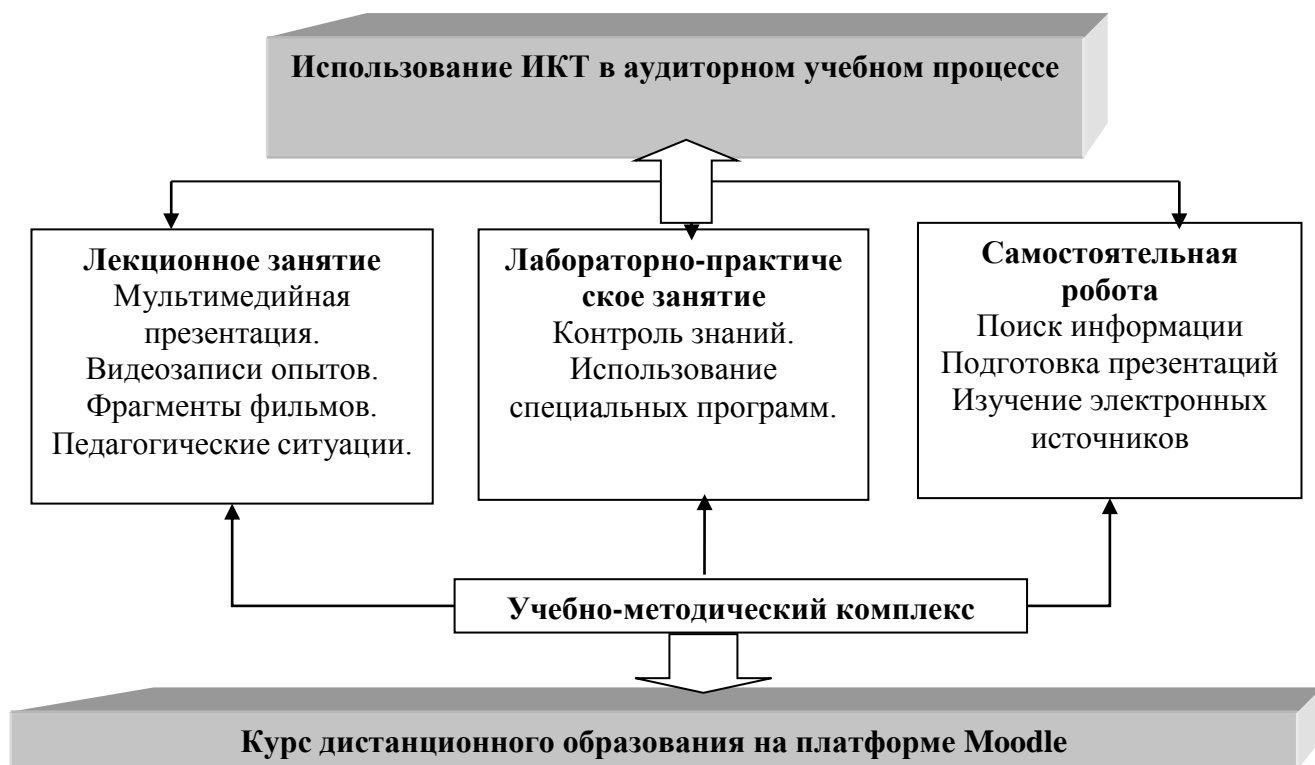 Использование ИКТ в аудиторном учебном процессе
Лекционное занятие
Мультимедийная
презентация.
Видеозаписи опытов.
Фрагменты фильмов.
Педагогические ситуации.
Лабораторно-практиче
ское занятие
Контроль знаний.
Использование
специальных программ.
Самостоятельная
робота
Поиск информации
Подготовка презентаций
Изучение электронных
источников
Учебно-методический комплекс
Курс дистанционного образования на платформе Moodle